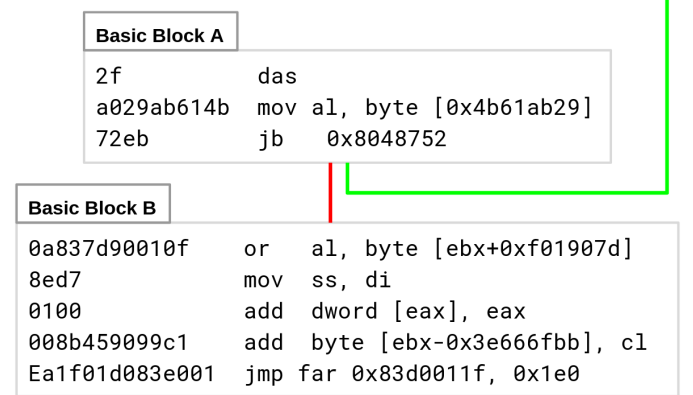 Basic Block A
2f das
a029ab614b mov al, byte [0x4b61ab29]
72eb jb 0x8048752
Basic Block B
0a837d90010f or al, byte [ebx+0xf01907d]
8ed7 mov ss, di
0100 add dword [eax], eax
008b459099c1 add byte [ebx-0x3e666fbb], cl
Ea1f01d083e001 jmp far 0x83d0011f, 0x1e0